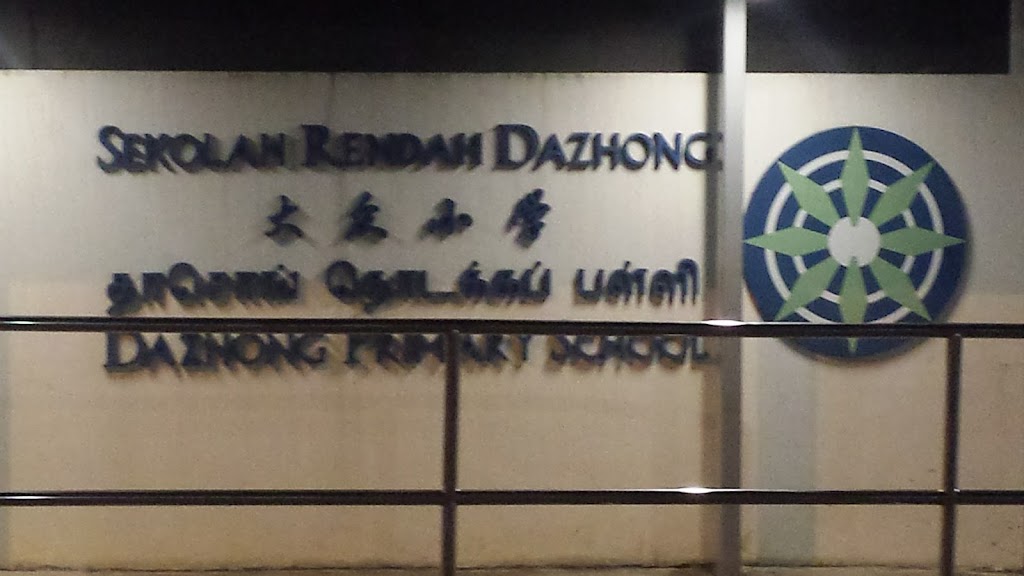 SEKOLAH RENDAH DAZHONG
大众小学
தாசொங் தொடக்கப் பள்ளி
DAZHONG PRIMARY SCHOOL